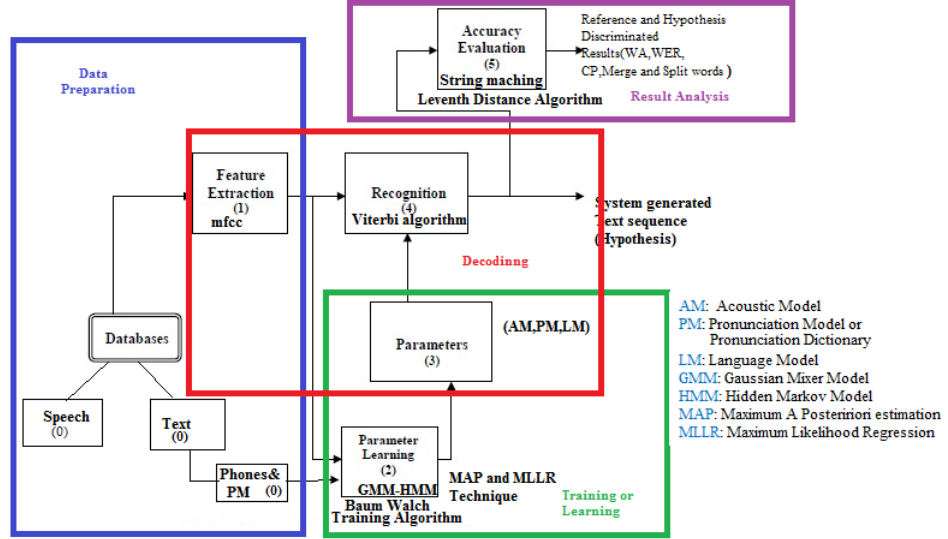 Data
Preparation
Accuracy
Evaluation
(5)
String maching
Leventh Distance Algorithm
Reference and Hypothesis
Discriminated
Results(WA,WER,
CP,Merge and Split words )
Result Analysis
Feature
Extraction
(1)
mfcc
Recognition
(4)
Viterbi algorithm
System generated
Text sequence
(Hypothesis)
Decodinng
Databases
Speech
(0)
Text
(0)
Phones&
PM (0)
Parameters
(3)
(AM,PM,LM)
Parameter
Learning
(2)
GMM-HMM
Baum Walch
Training Algorithm
MAP and MLLR
Technique
Training or
Learning
AM: Acoustic Model
PM: Pronunciation Model or
Pronunciation Dictionary
LM: Language Model
GMM: Gaussian Mixer Model
HMM: Hidden Markov Model
MAP: Maximum A Posteririori estimation
MLLR: Maximum Likelihood Regression